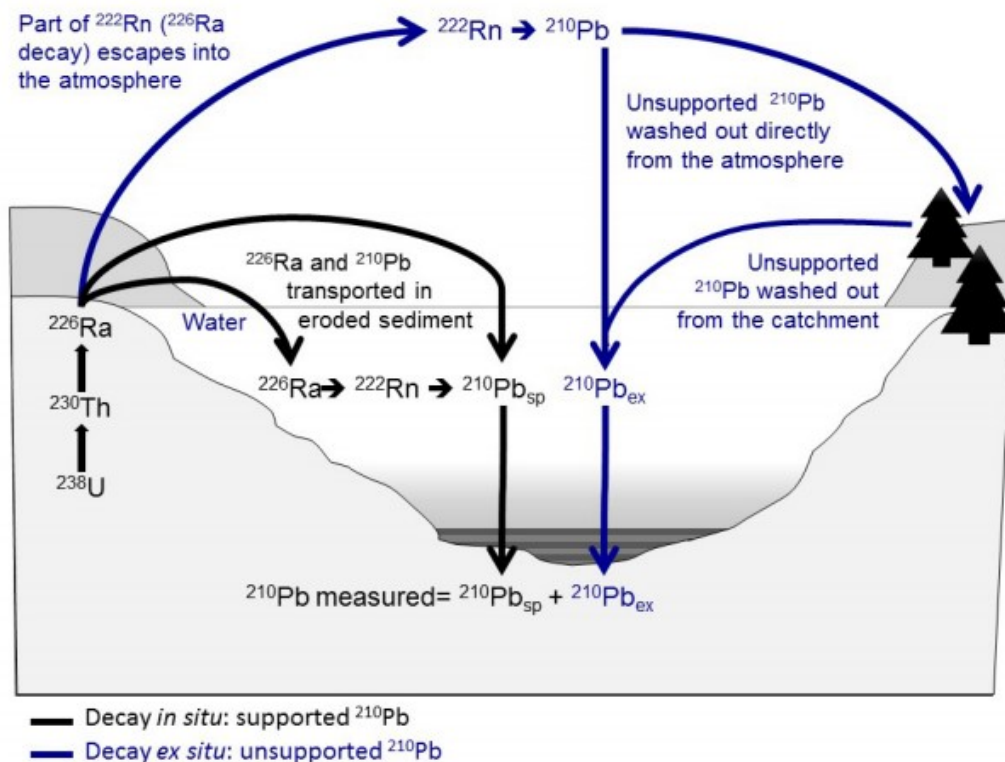 Part of ²²²Rn (²²⁶Ra
decay) escapes into
the atmosphere
²²²Rn → ²¹⁰Pb
Unsupported ²¹⁰Pb
washed out directly
from the atmosphere
²²⁶Ra and ²¹⁰Pb
transported in
eroded sediment
Unsupported
²¹⁰Pb washed out
from the catchment
Water
²²⁶Ra
²³⁰Th
²³⁸U
²²⁶Ra → ²²²Rn → ²¹⁰Pbsp
²¹⁰Pbex
²¹⁰Pb measured= ²¹⁰Pbsp + ²¹⁰Pbex
Decay in situ: supported ²¹⁰Pb
Decay ex situ: unsupported ²¹⁰Pb